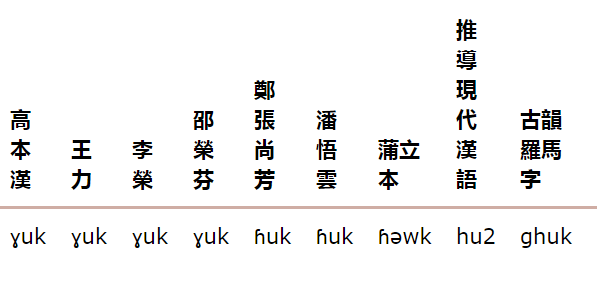 高本漢 王力 李榮 邵榮芬 鄭張尚芳 潘悟雲 蒲立本 推導現代漢語 古韻羅馬字
ɣuk ɣuk ɣuk ɣuk ɦuk ɦuk ɦəwk hu2 ghuk